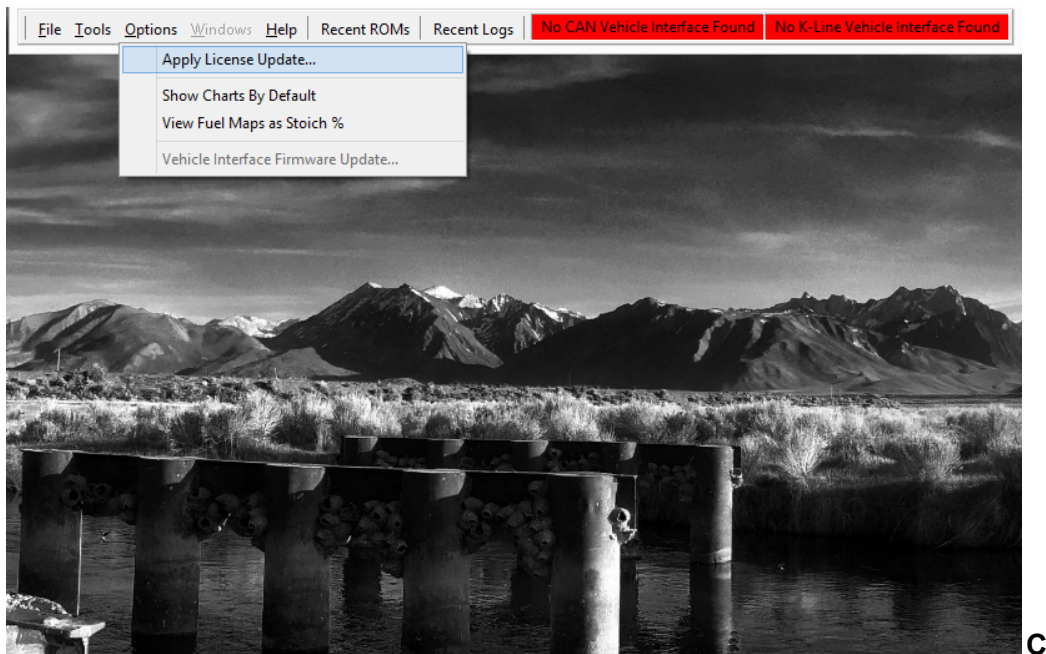 File Tools Options Windows Help Recent ROMs Recent Logs No CAN Vehicle Interface Found No K-Line Vehicle Interface Found
Apply License Update...
Show Charts By Default
View Fuel Maps as Stoich %
Vehicle Interface Firmware Update...
C